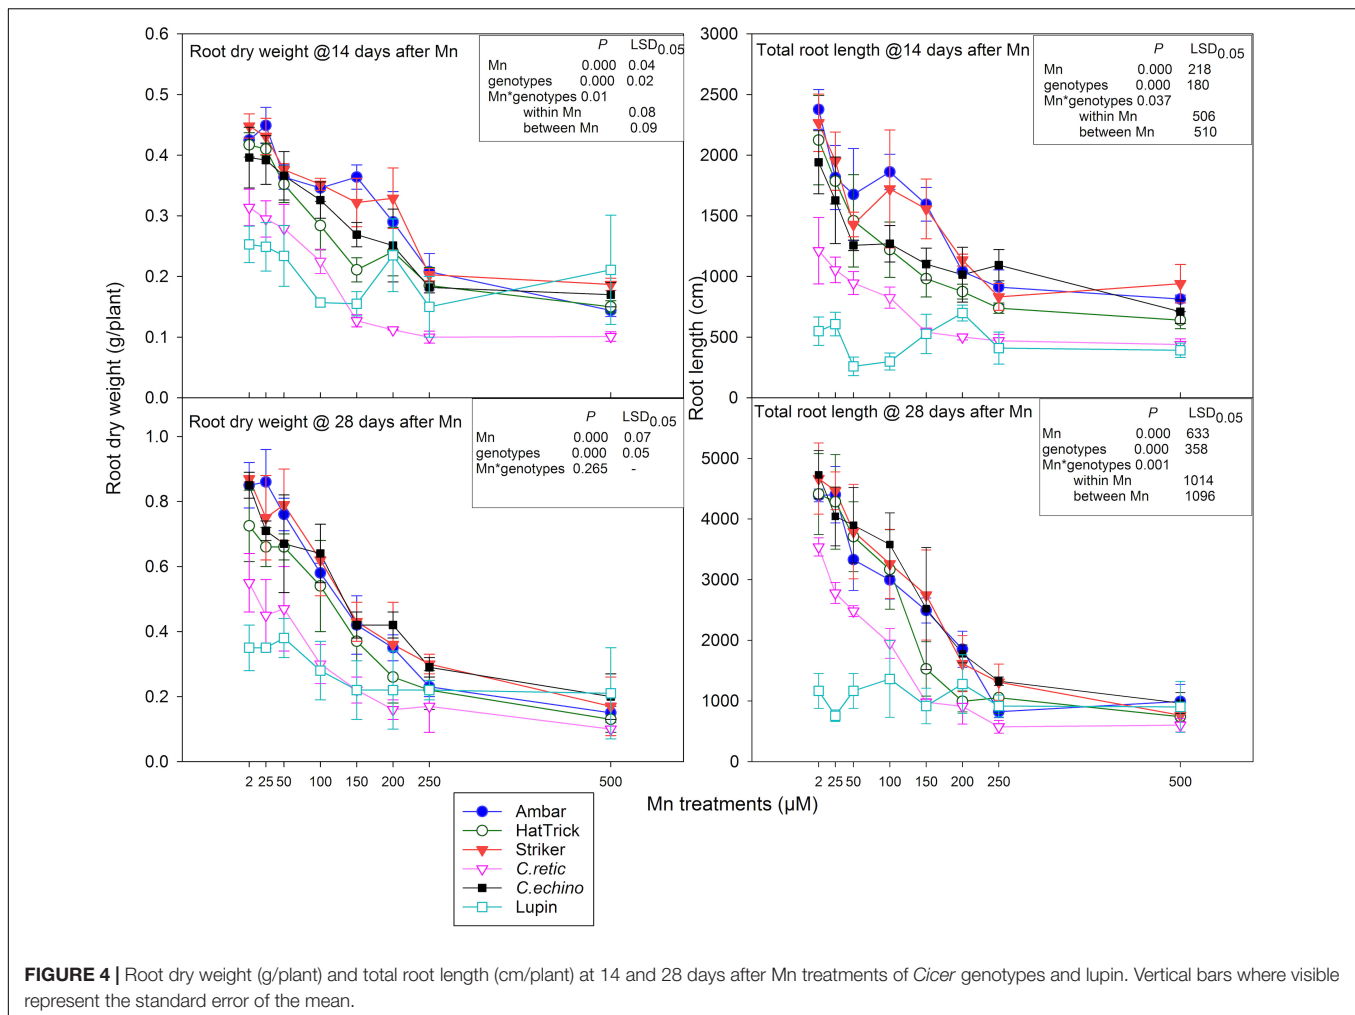 Root dry weight @14 days after Mn
P LSD0.05
Mn 0.000 0.04
genotypes 0.000 0.02
Mn*genotypes 0.01
within Mn 0.08
between Mn 0.09
0.6
0.5
0.4
0.3
0.2
0.1
0.0
Total root length @14 days after Mn
P LSD0.05
Mn 0.000 218
genotypes 0.000 180
Mn*genotypes 0.037
within Mn 506
between Mn 510
3000
2500
2000
1500
1000
500
0
Root dry weight (g/plant)
Root length (cm)
Root dry weight @ 28 days after Mn
P LSD0.05
Mn 0.000 0.07
genotypes 0.000 0.05
Mn*genotypes 0.265 -
1.0
0.8
0.6
0.4
0.2
0.0
2 25 50 100 150 200 250 500
Total root length @ 28 days after Mn
P LSD0.05
Mn 0.000 633
genotypes 0.000 358
Mn*genotypes 0.001
within Mn 1014
between Mn 1096
5000
4000
3000
2000
1000
0
2 25 50 100 150 200 250 500
Mn treatments (µM)
Ambar
HatTrick
Striker
C.retic
C.echino
Lupin
FIGURE 4 | Root dry weight (g/plant) and total root length (cm/plant) at 14 and 28 days after Mn treatments of Cicer genotypes and lupin. Vertical bars where visible
represent the standard error of the mean.